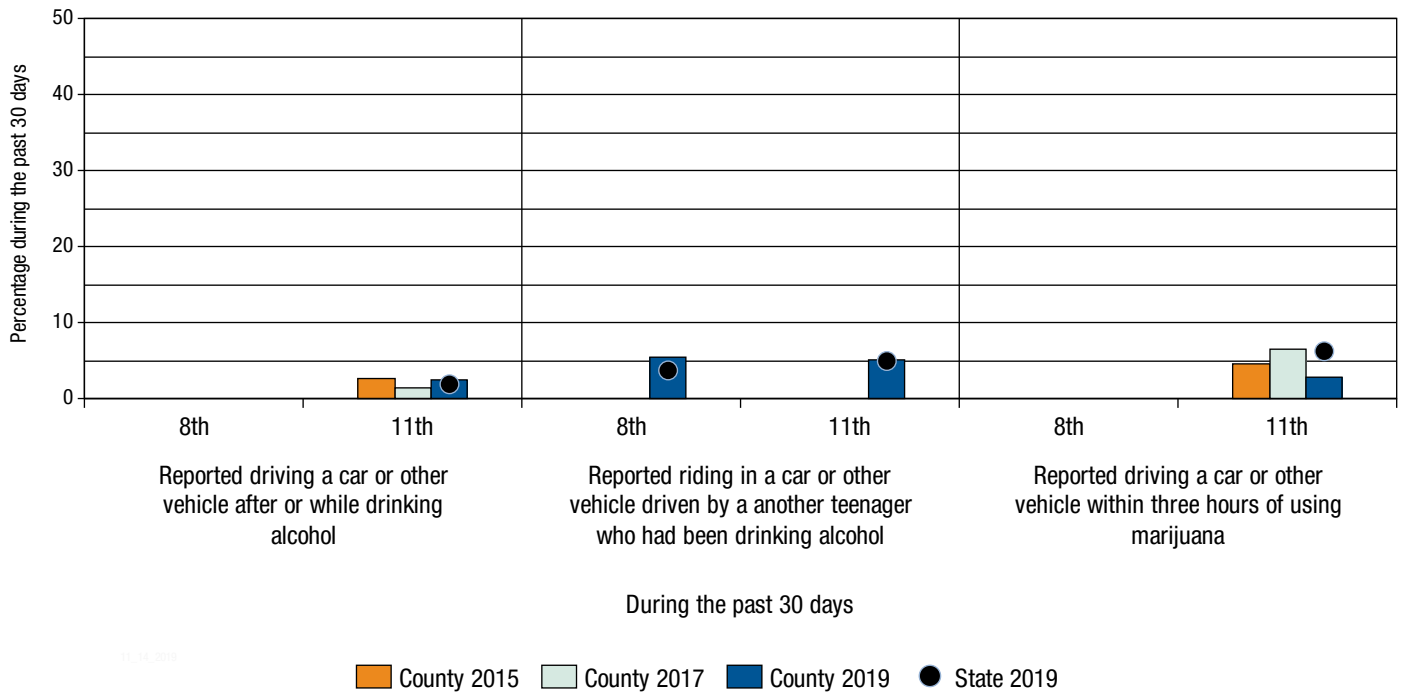 Percentage during the past 30 days
50
40
30
20
10
0
8th 11th 8th 11th 8th 11th
Reported driving a car or other
vehicle after or while drinking
alcohol
Reported riding in a car or other
vehicle driven by a another teenager
who had been drinking alcohol
Reported driving a car or other
vehicle within three hours of using
marijuana
During the past 30 days
County 2015 County 2017 County 2019 State 2019